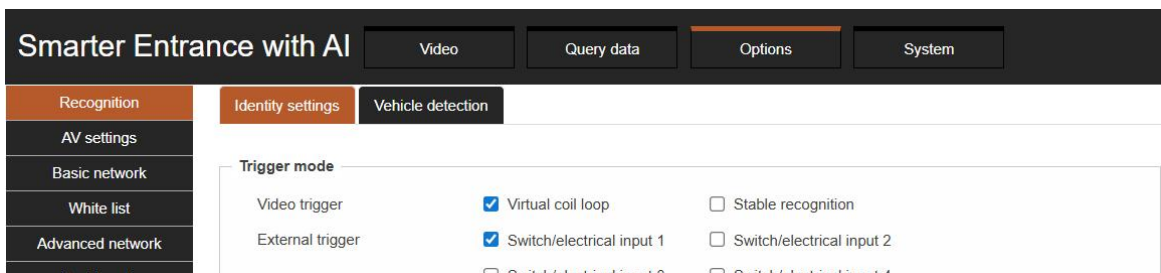 Smarter Entrance with AI Video Query data Options System
Recognition Identity settings Vehicle detection
AV settings
Basic network Trigger mode
White list Video trigger Virtual coil loop Stable recognition
Advanced network External trigger Switch/electrical input 1 Switch/electrical input 2